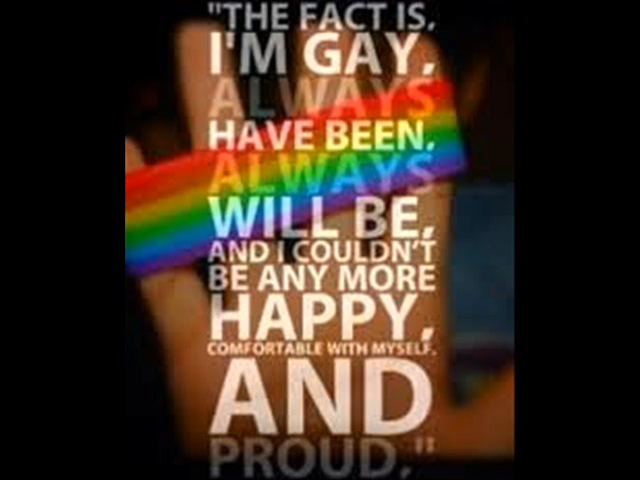 "THE FACT IS,
I'M GAY,
ALWAYS
HAVE BEEN,
ALWAYS
WILL BE,
AND I COULDN'T
BE ANY MORE
HAPPY,
COMFORTABLE WITH MYSELF,
AND
PROUD."